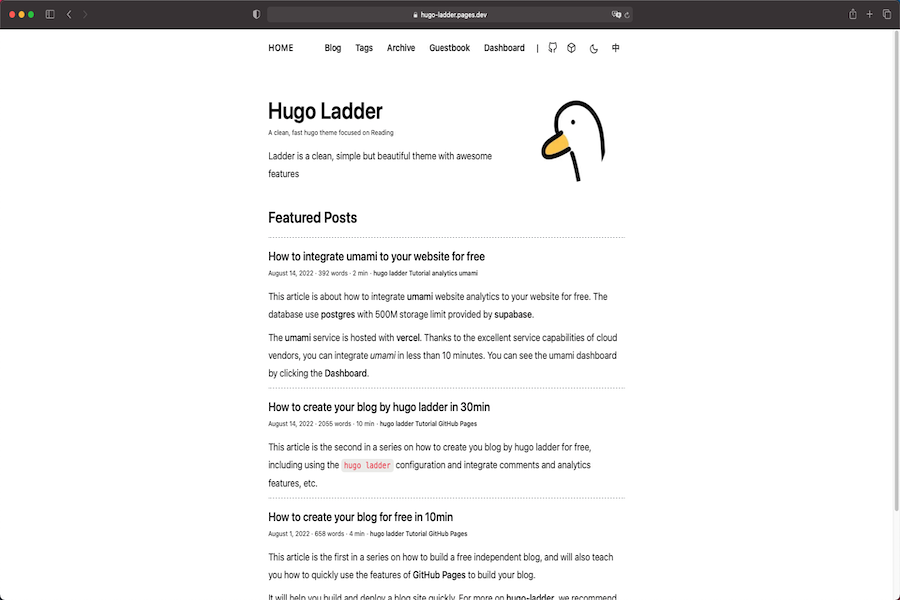 hugo-ladder.pages.dev
HOME Blog Tags Archive Guestbook Dashboard | 中
Hugo Ladder
A clean, fast hugo theme focused on Reading
Ladder is a clean, simple but beautiful theme with awesome
features
Featured Posts
How to integrate umami to your website for free
August 14, 2022 · 392 words · 2 min · hugo ladder Tutorial analytics umami
This article is about how to integrate umami website analytics to your website for free. The
database use postgres with 500M storage limit provided by supabase.
The umami service is hosted with vercel. Thanks to the excellent service capabilities of cloud
vendors, you can integrate umami in less than 10 minutes. You can see the umami dashboard
by clicking the Dashboard.
How to create your blog by hugo ladder in 30min
August 14, 2022 · 2055 words · 10 min · hugo ladder Tutorial GitHub Pages
This article is the second in a series on how to create you blog by hugo ladder for free,
including using the hugo ladder configuration and integrate comments and analytics
features, etc.
How to create your blog for free in 10min
August 1, 2022 · 658 words · 4 min · hugo ladder Tutorial GitHub Pages
This article is the first in a series on how to build a free independent blog, and will also teach
you how to quickly use the features of GitHub Pages to build your blog.
It will help you build and deploy a blog site quickly. For more on hugo-ladder, we recommend